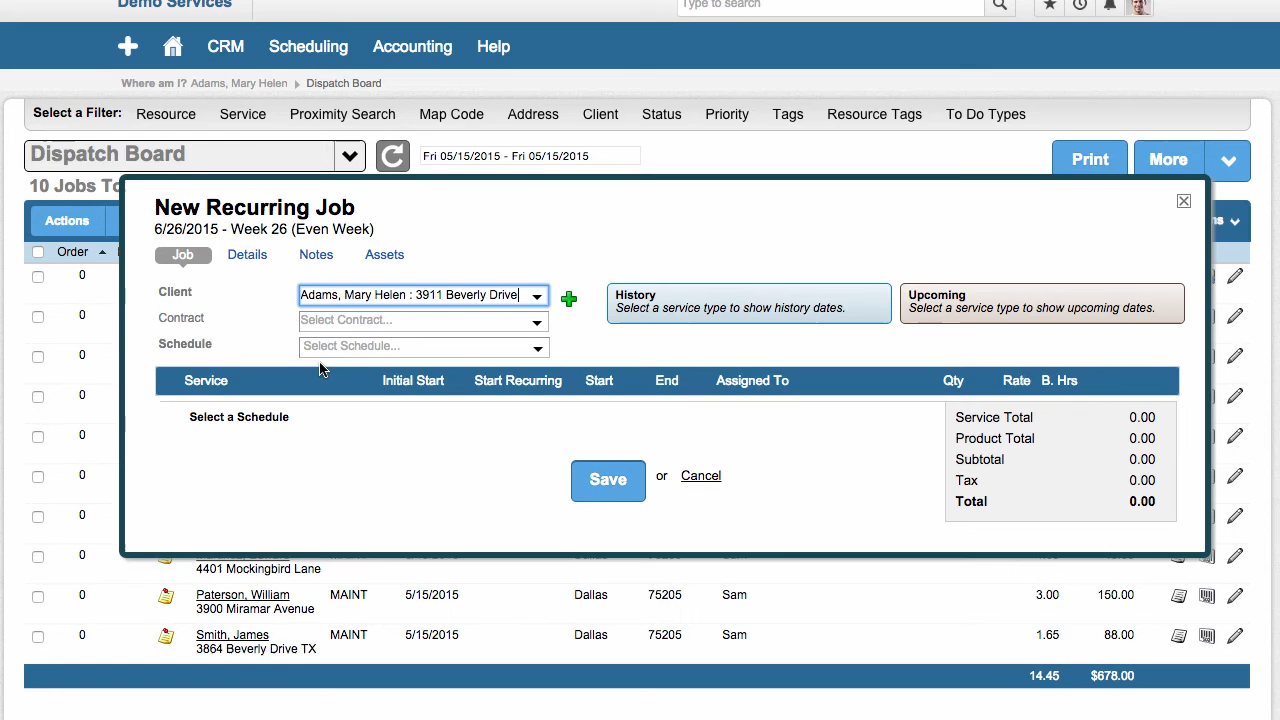 Demo Services
Type to search
CRM Scheduling Accounting Help
Where am I? Adams, Mary Helen Dispatch Board
Select a Filter: Resource Service Proximity Search Map Code Address Client Status Priority Tags Resource Tags To Do Types
Dispatch Board Fri 05/15/2015 - Fri 05/15/2015 Print More
10 Jobs To
Actions
Order
New Recurring Job
6/26/2015 - Week 26 (Even Week)
Job Details Notes Assets
Client Adams, Mary Helen : 3911 Beverly Drive
Contract Select Contract...
Schedule Select Schedule...
History
Select a service type to show history dates.
Upcoming
Select a service type to show upcoming dates.
Service Initial Start Start Recurring Start End Assigned To Qty Rate B. Hrs
Select a Schedule
Service Total 0.00
Product Total 0.00
Subtotal 0.00
Tax 0.00
Total 0.00
Save or Cancel
0
0
0
0
0
0
0
0
4401 Mockingbird Lane
0 Paterson, William MAINT 5/15/2015 Dallas 75205 Sam 3.00 150.00
3900 Miramar Avenue
0 Smith, James MAINT 5/15/2015 Dallas 75205 Sam 1.65 88.00
3864 Beverly Drive TX
14.45 $678.00